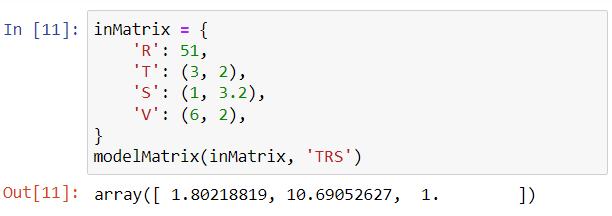 In [11]: inMatrix = {
    'R': 51,
    'T': (3, 2),
    'S': (1, 3.2),
    'V': (6, 2),
}
modelMatrix(inMatrix, 'TRS')
Out[11]: array([ 1.80218819, 10.69052627,  1.        ])